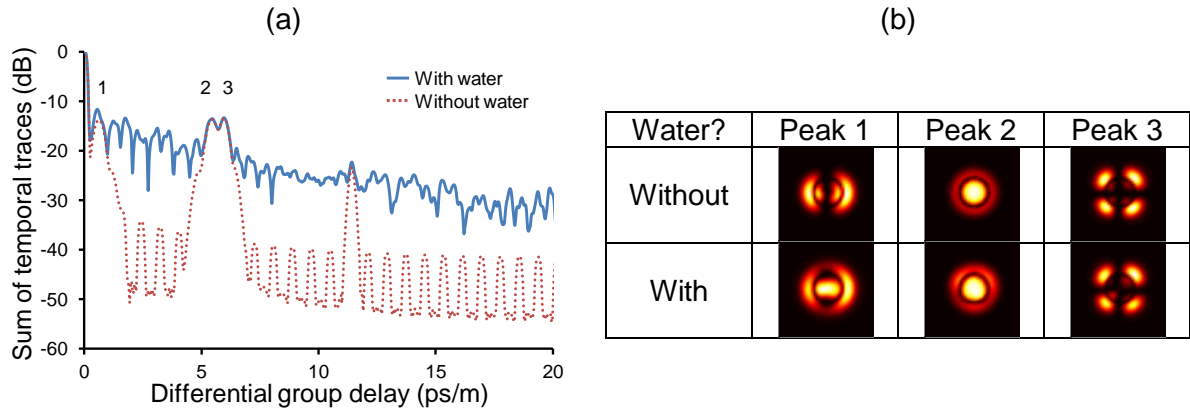 (a)
0
-10
-20
-30
-40
-50
-60
Sum of temporal traces (dB)
1
2 3
With water
Without water
0 5 10 15 20
Differential group delay (ps/m)
(b)
Water? Peak 1 Peak 2 Peak 3
Without
With